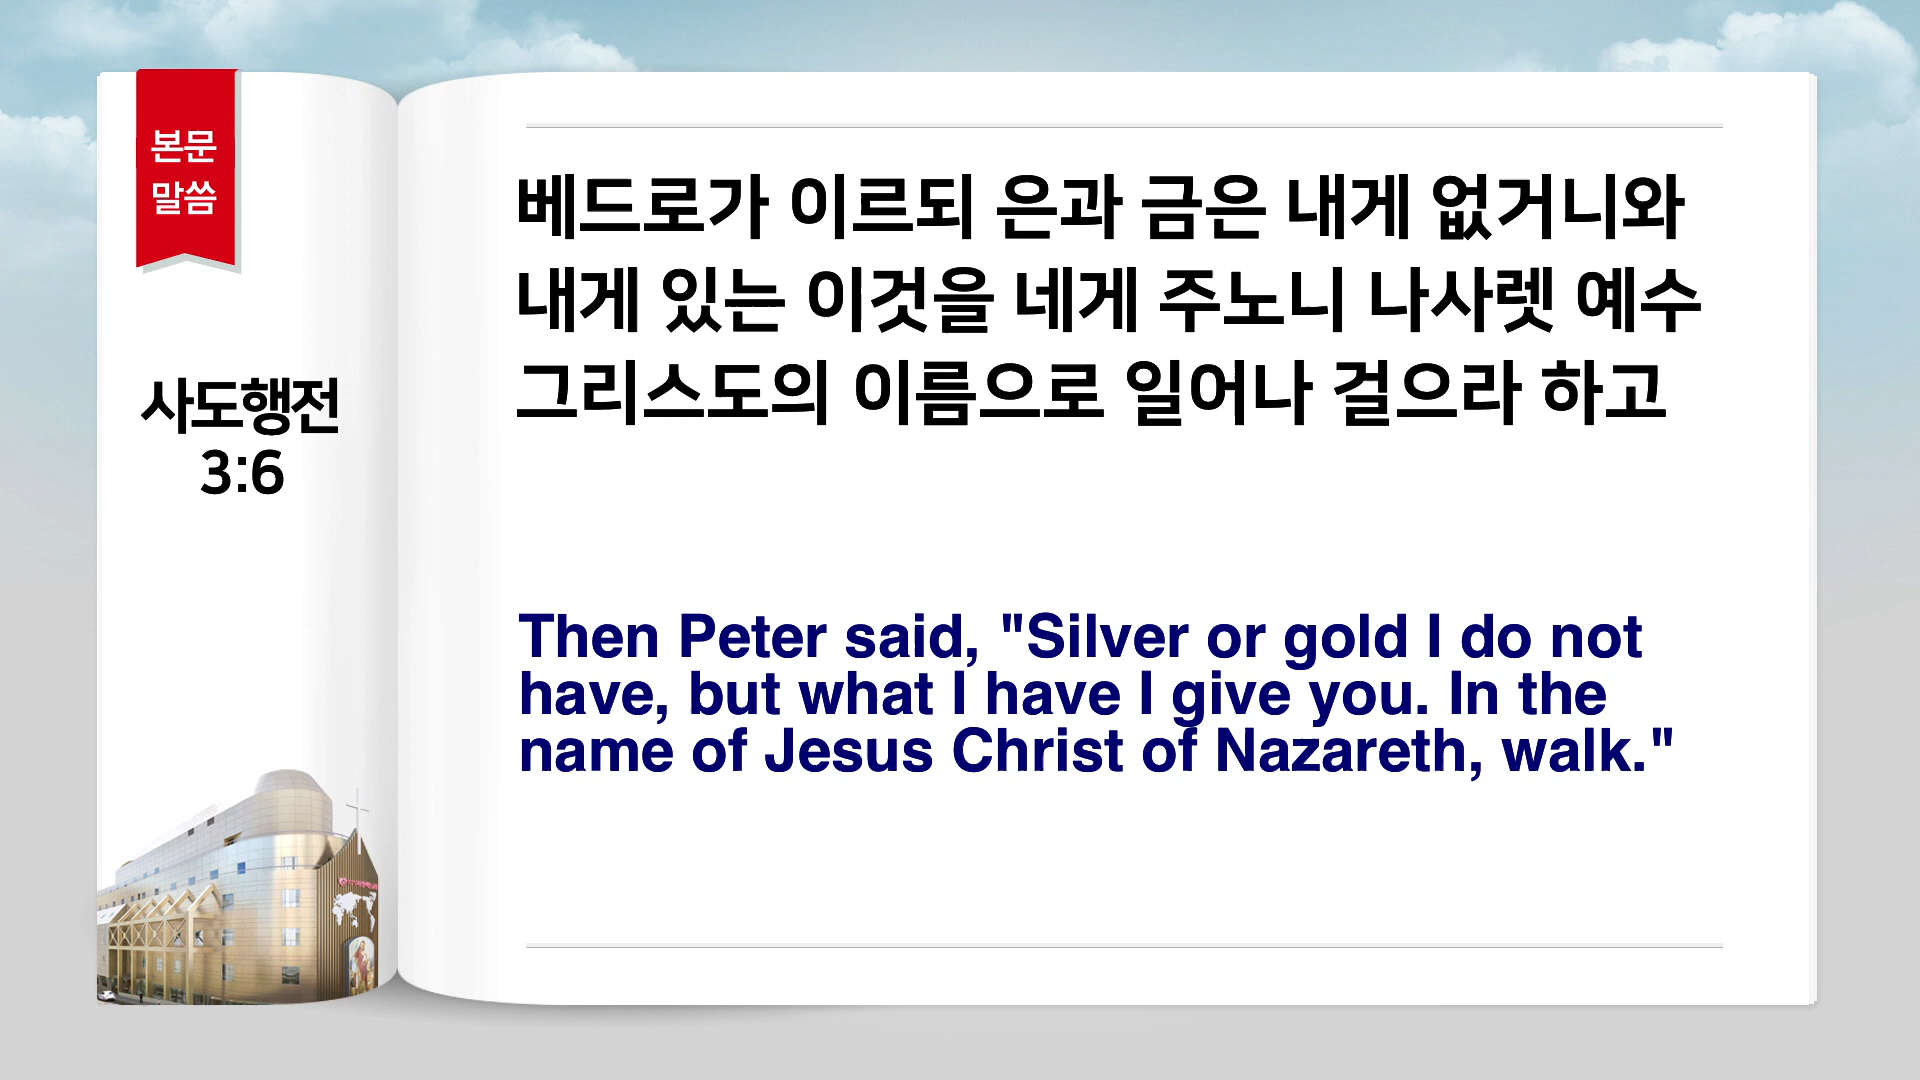 본문
말씀
사도행전
3:6
베드로가 이르되 은과 금은 내게 없거니와
내게 있는 이것을 네게 주노니 나사렛 예수
그리스도의 이름으로 일어나 걸으라 하고
Then Peter said, "Silver or gold I do not
have, but what I have I give you. In the
name of Jesus Christ of Nazareth, walk."